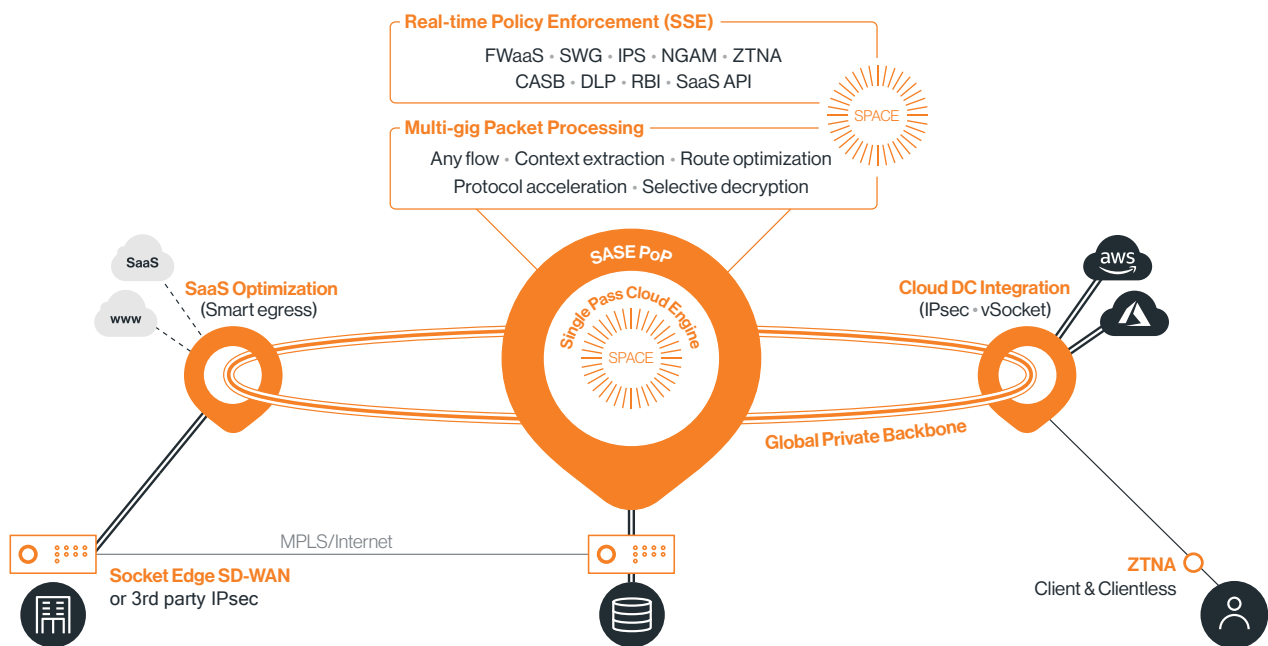 Real-time Policy Enforcement (SSE)
FWaaS • SWG • IPS • NGAM • ZTNA
CASB • DLP • RBI • SaaS API
SPACE
Multi-gig Packet Processing
Any flow • Context extraction • Route optimization
Protocol acceleration • Selective decryption
SASE PoP
Single Pass Cloud Engine
SPACE
SaaS
www
SaaS Optimization
(Smart egress)
Cloud DC Integration
(IPsec • vSocket)
aws
Global Private Backbone
MPLS/Internet
Socket Edge SD-WAN
or 3rd party IPsec
ZTNA
Client & Clientless